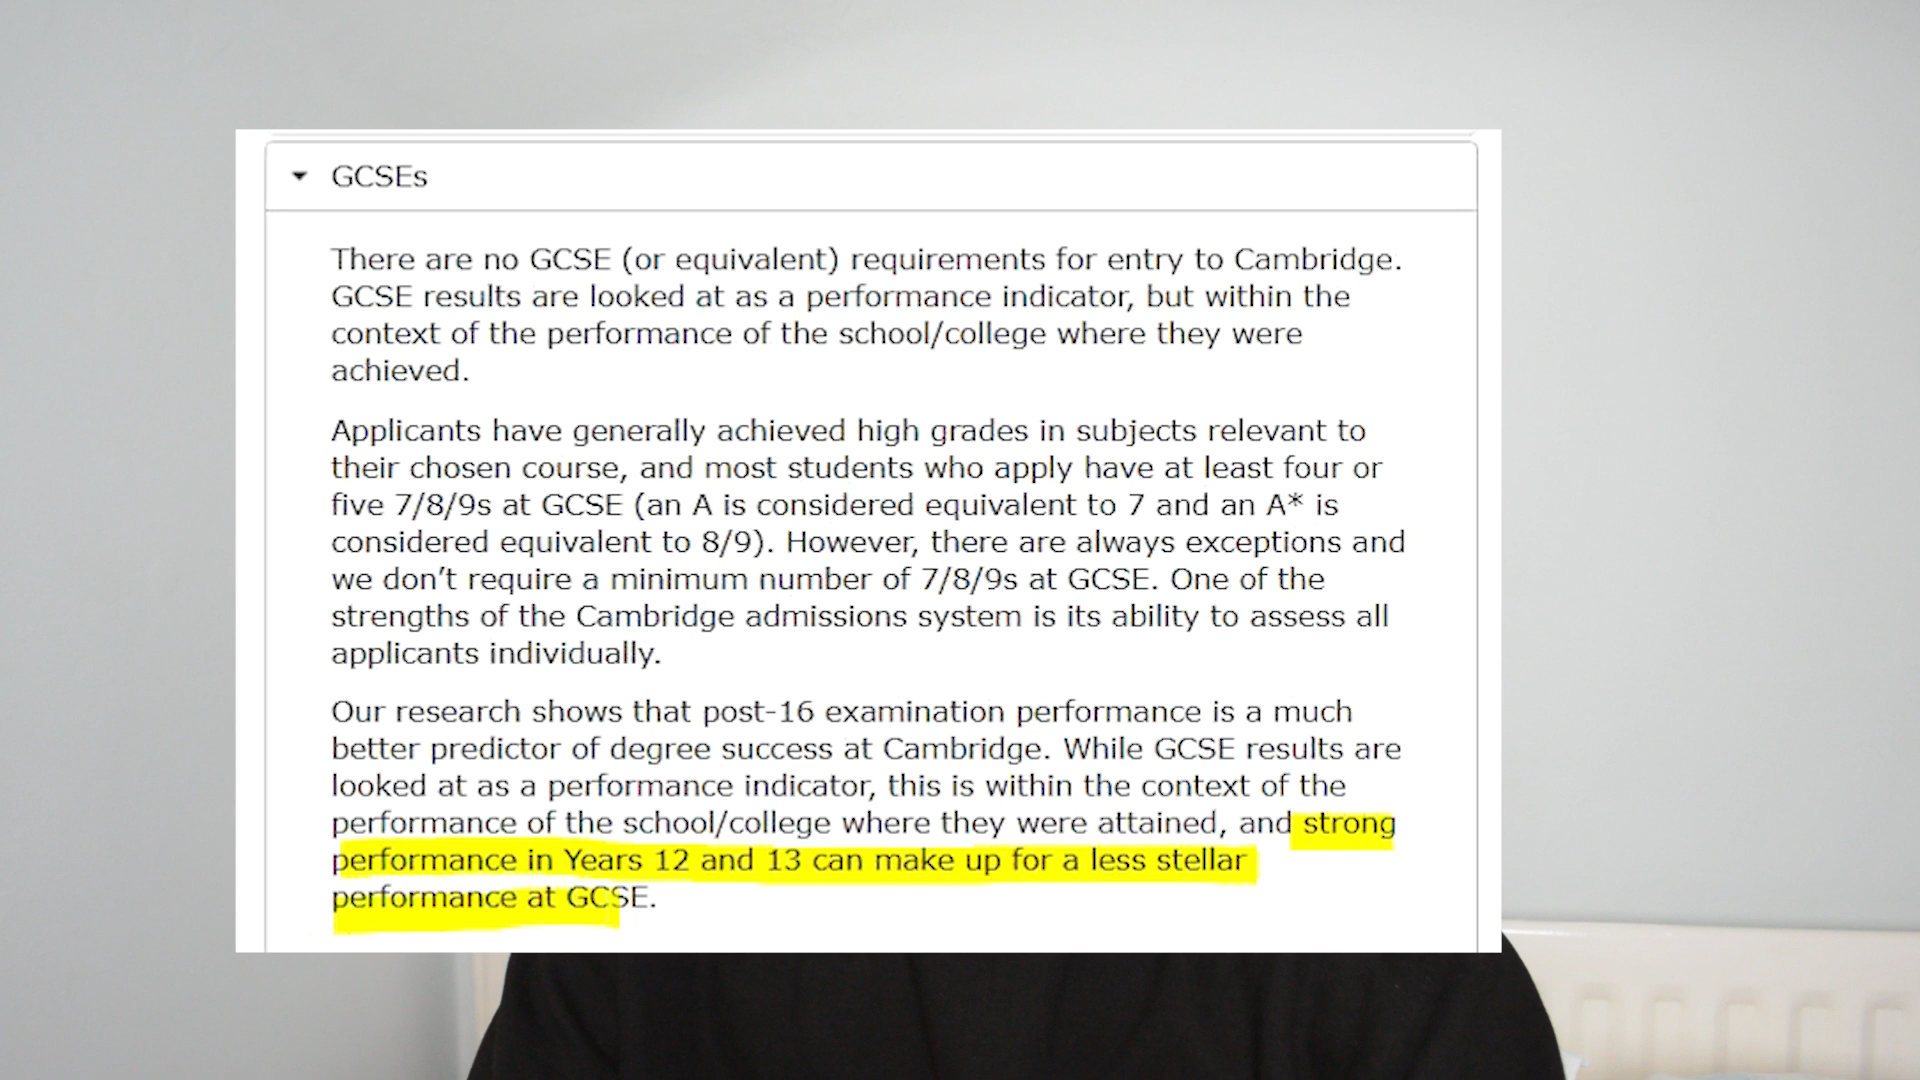 GCSEs
There are no GCSE (or equivalent) requirements for entry to Cambridge.
GCSE results are looked at as a performance indicator, but within the
context of the performance of the school/college where they were
achieved.
Applicants have generally achieved high grades in subjects relevant to
their chosen course, and most students who apply have at least four or
five 7/8/9s at GCSE (an A is considered equivalent to 7 and an A* is
considered equivalent to 8/9). However, there are always exceptions and
we don’t require a minimum number of 7/8/9s at GCSE. One of the
strengths of the Cambridge admissions system is its ability to assess all
applicants individually.
Our research shows that post-16 examination performance is a much
better predictor of degree success at Cambridge. While GCSE results are
looked at as a performance indicator, this is within the context of the
performance of the school/college where they were attained, and strong
performance in Years 12 and 13 can make up for a less stellar
performance at GCSE.